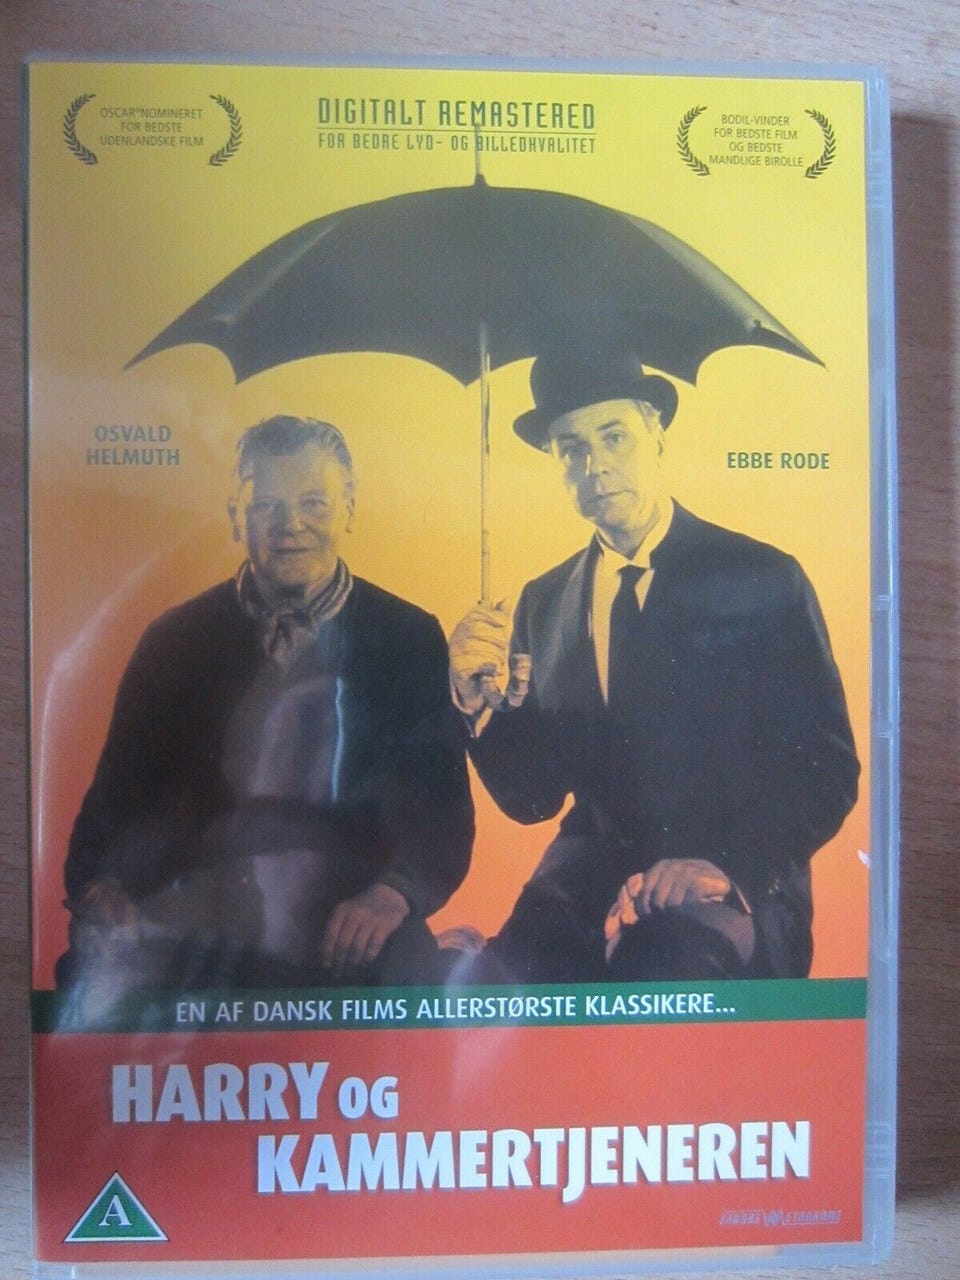 OSCAR®NOMINERET
FOR BEDSTE
UDENLANDSKE FILM
DIGITALT REMASTERED
FOR BEDRE LYD- OG BILLEDKVALITET
BODIL-VINDER
FOR BEDSTE FILM
OG BEDSTE
MANDLIGE BIROLLE
OSVALD
HELMUTH
EBBE RODE
EN AF DANSK FILMS ALLERSTØRSTE KLASSIKERE...
HARRY OG
KAMMERTJENEREN
A